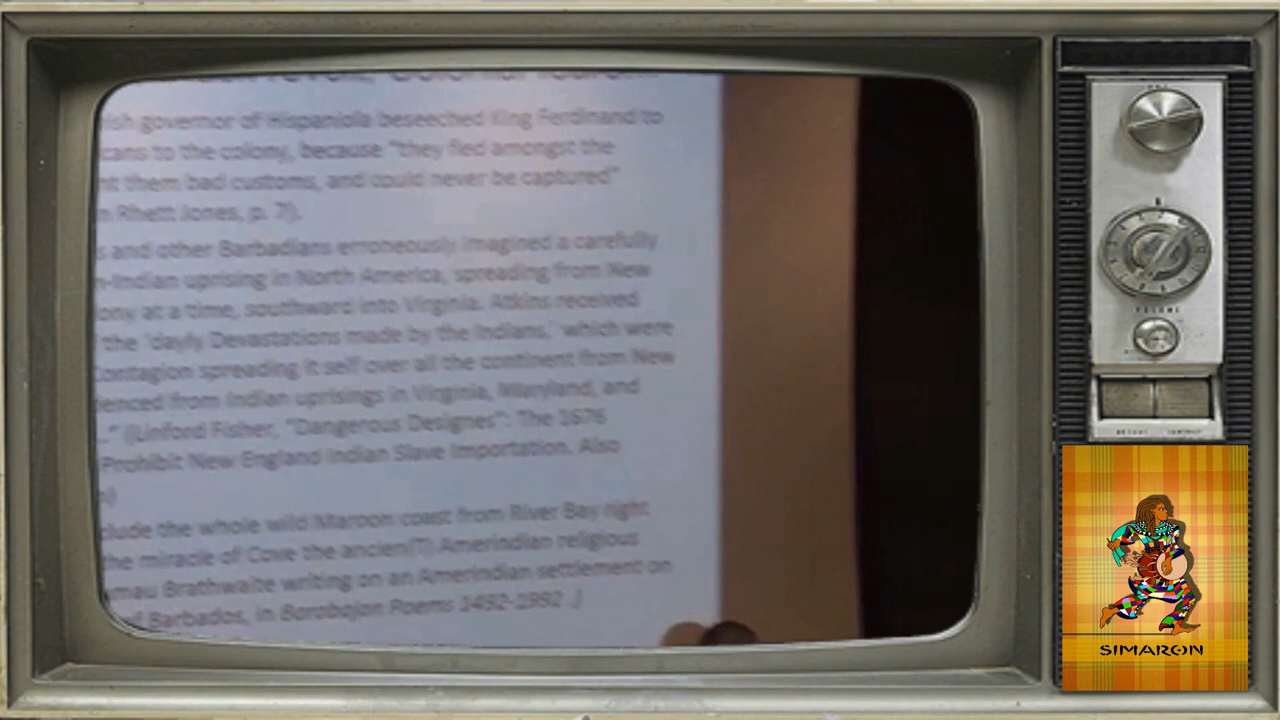 ish governor of Hispaniola beseeched King Ferdinand to
cans to the colony, because "they fled amongst the
nt them bad customs, and could never be captured"
n Rhett Jones, p. 7).
s and other Barbadians erroneously imagined a carefully
n-Indian uprising in North America, spreading from New
ony at a time, southward into Virginia. Atkins received
the 'dayly Devastations made by the Indians,' which were
Contagion spreading it self over all the continent from New
enced from Indian uprisings in Virginia, Maryland, and
..." (Linford Fisher, "Dangerous Designes": The 1676
Prohibit New England Indian Slave Importation. Also
s)
clude the whole wild Maroon coast from River Bay right
the miracle of Cove the ancient Amerindian religious
mau Brathwaite writing on an Amerindian settlement on
f Barbados, in Barabajan Poems 1492-1992 .)
VOLUME
SIMARON